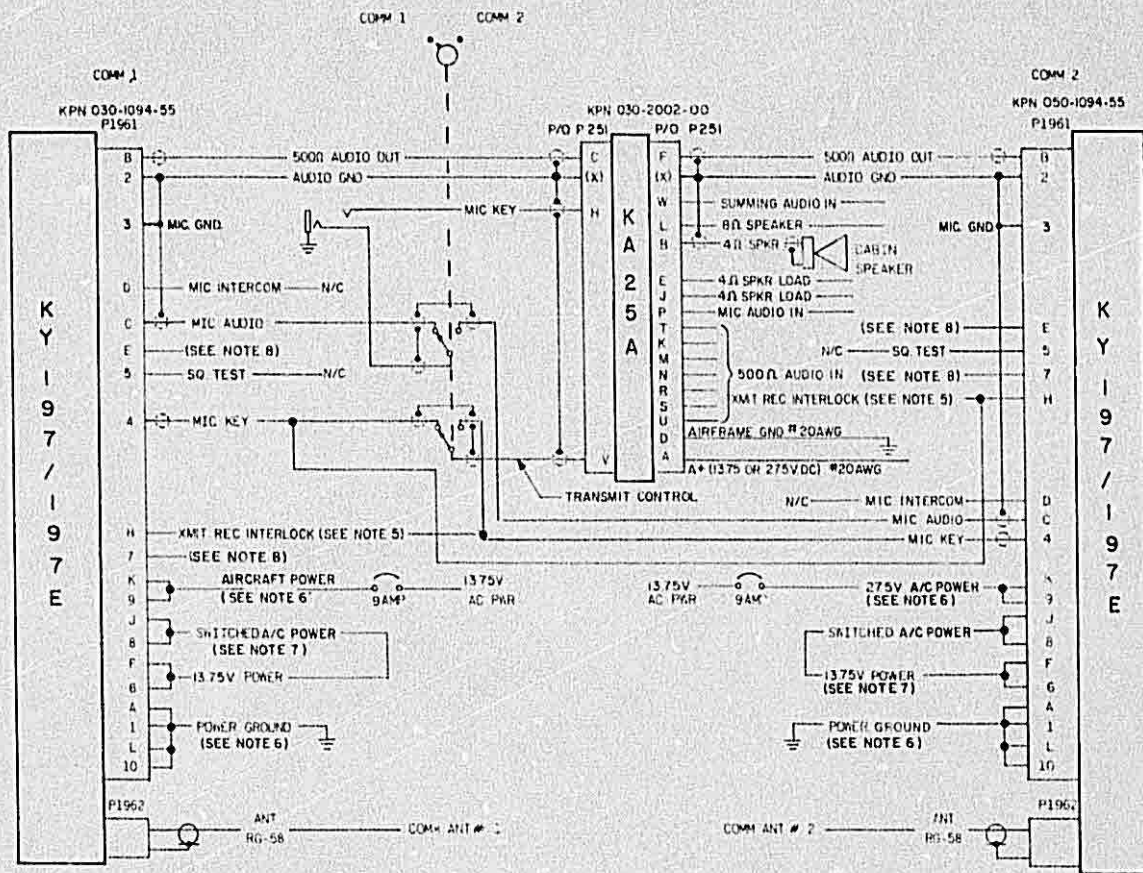 COMM 1
COMM 2
COMM 1
KPN 030-1094-55
P1961
KPN 030-2002-00
P/O P251
P/O P251
COMM 2
KPN 050-1094-55
P1961
KY 197/197E
B
2
3
D
C
E
5
4
H
7
K
9
J
8
F
6
A
1
L
10
500Ω AUDIO OUT
AUDIO GND
MIC KEY
MIC GND.
MIC INTERCOM
N/C
MIC AUDIO
(SEE NOTE 8)
SQ. TEST
N/C
MIC KEY
TRANSMIT CONTROL
XMIT REC INTERLOCK (SEE NOTE 5)
(SEE NOTE 8)
AIRCRAFT POWER
(SEE NOTE 6)
9AMP
13.75V
AC PWR
SWITCHED A/C POWER
(SEE NOTE 7)
13.75V POWER
POWER GROUND
(SEE NOTE 6)
P1962
ANT
RG-58
COMM ANT # 1
C
(X)
H
V
KA 25A
F
(X)
W
L
B
E
J
P
T
K
M
N
R
S
U
D
A
500Ω AUDIO OUT
AUDIO GND
SUMMING AUDIO IN
8Ω SPEAKER
4Ω SPKR
CABIN
SPEAKER
4Ω SPKR LOAD
4Ω SPKR LOAD
MIC AUDIO IN
500Ω AUDIO IN
XMT REC INTERLOCK (SEE NOTE 5)
AIRFRAME GND #20AWG
A+ (13.75 OR 27.5V.DC) #20AWG
MIC GND
(SEE NOTE 8)
N/C
SQ. TEST
(SEE NOTE 8)
N/C
MIC INTERCOM
MIC AUDIO
MIC KEY
13.75V
AC PWR
9AMP
27.5V A/C POWER
(SEE NOTE 6)
SWITCHED A/C POWER
13.75V POWER
(SEE NOTE 7)
POWER GROUND
(SEE NOTE 6)
COMM ANT # 2
ANT
RG-58
P1962
B
2
3
E
5
7
H
D
C
4
K
9
J
8
F
6
A
1
L
10
KY 197/197E